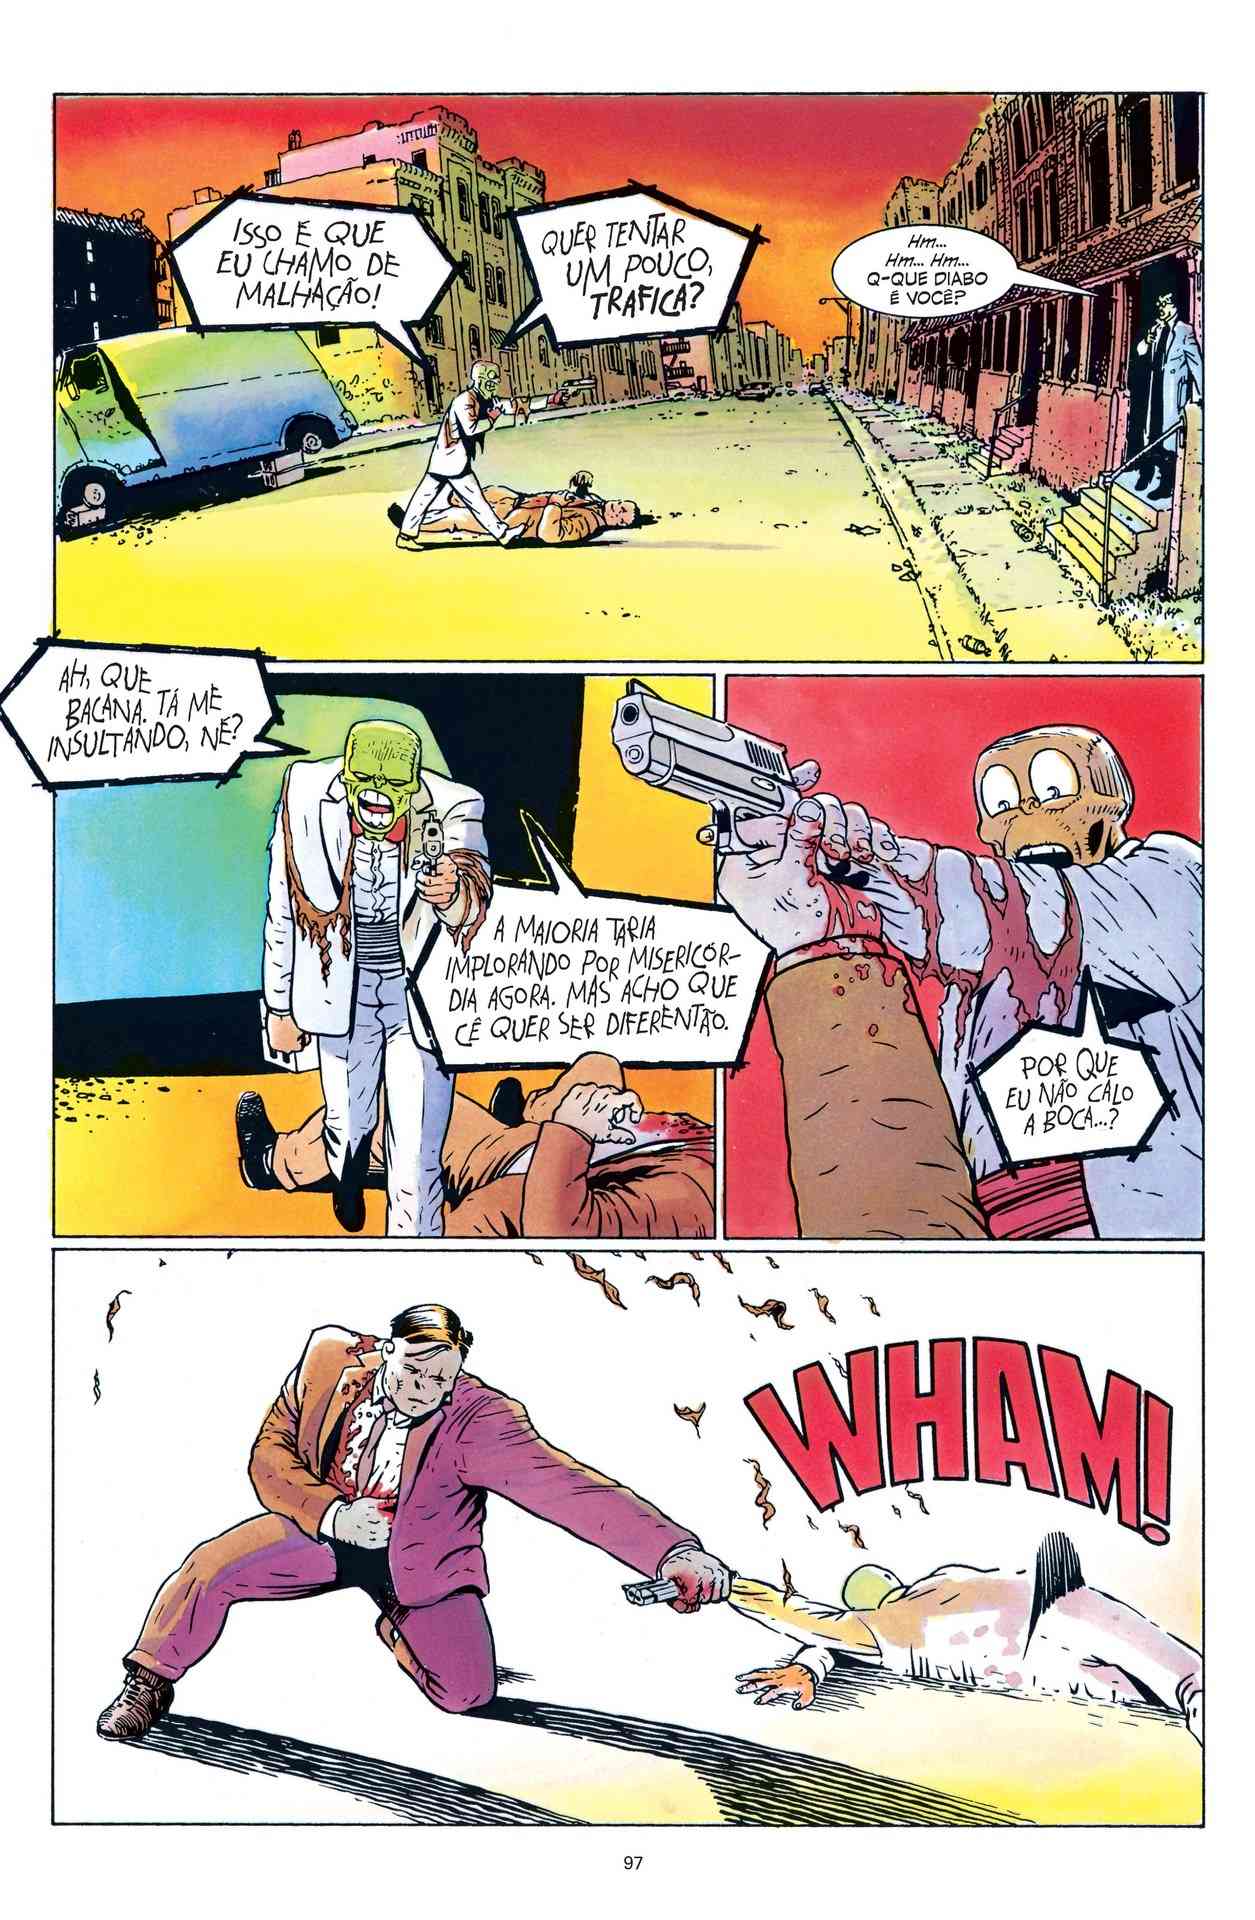 ISSO É QUE
EU CHAMO DE
MALHAÇÃO!
QUER TENTAR
UM POUCO,
TRAFICA?
HM...
HM... HM...
Q-QUE DIABO
É VOCÊ?
AH, QUE
BACANA. TÁ ME
INSULTANDO, NÉ?
A MAIORIA TARIA
IMPLORANDO POR MISERICÓR-
DIA AGORA. MAS ACHO QUE
CÊ QUER SER DIFERENTÃO.
POR QUE
EU NÃO CALO
A BOCA...?
WHAM!
97